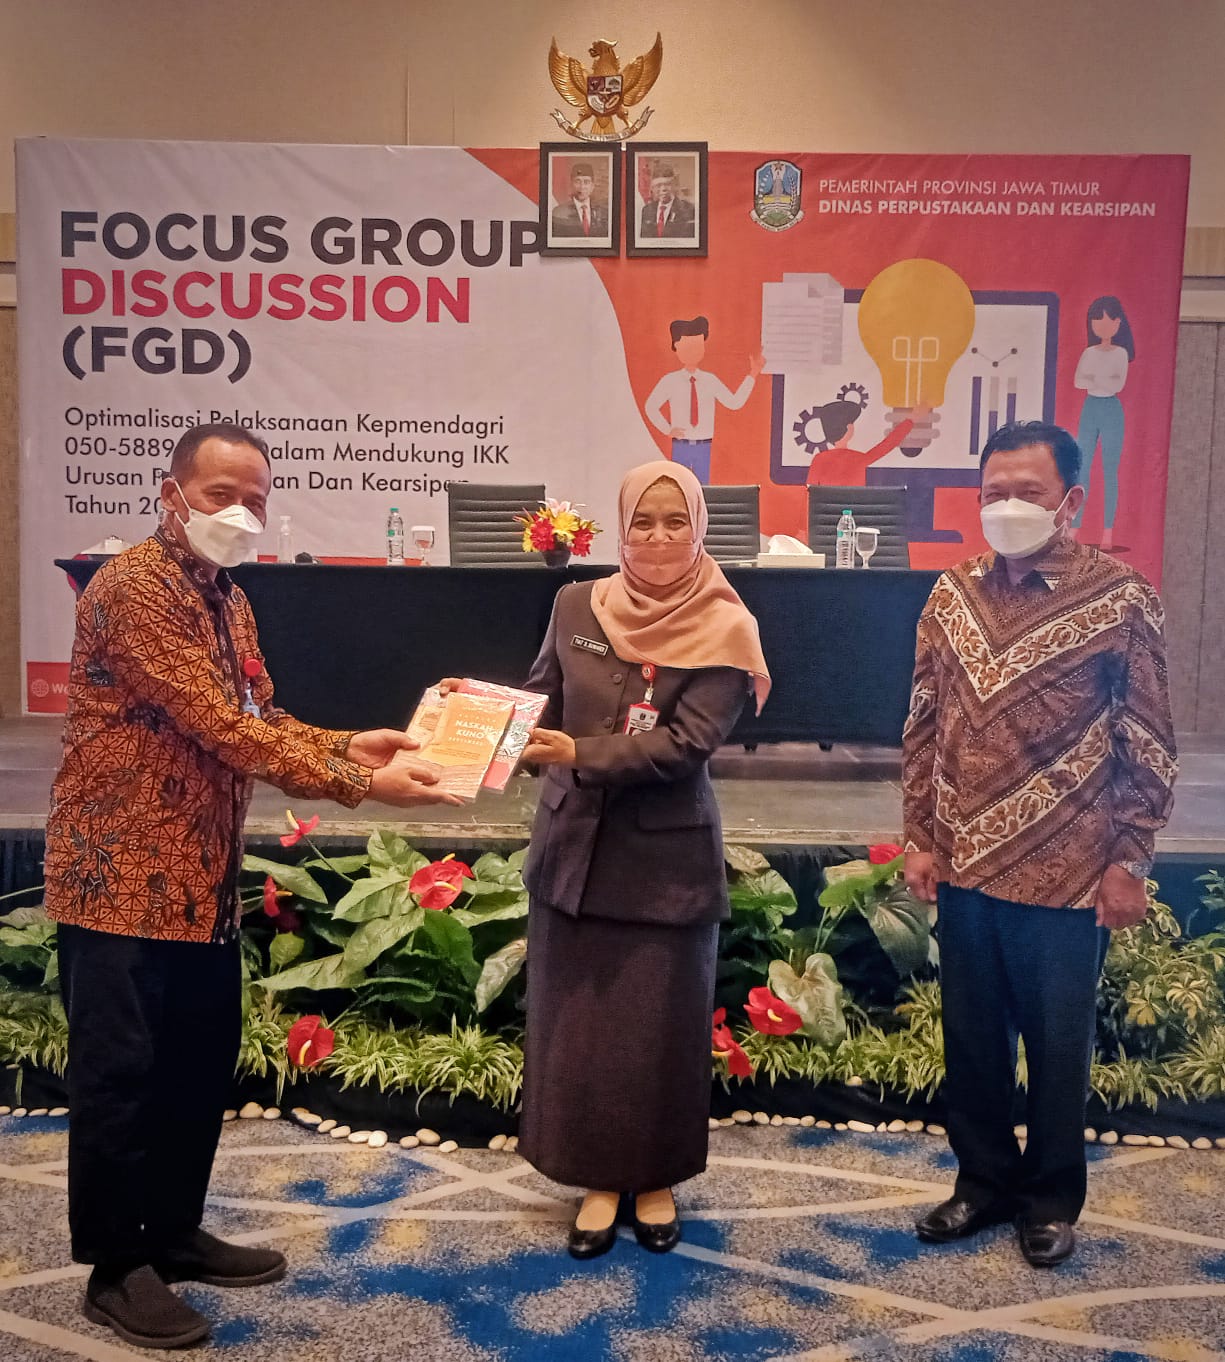 PEMERINTAH PROVINSI JAWA TIMUR
DINAS PERPUSTAKAAN DAN KEARSIPAN
FOCUS GROUP
DISCUSSION
(FGD)
Optimalisasi Pelaksanaan Kepmendagri
050-5889 Dalam Mendukung IKK
Urusan Dan Kearsipan
Tahun
NASKAH
KUNO